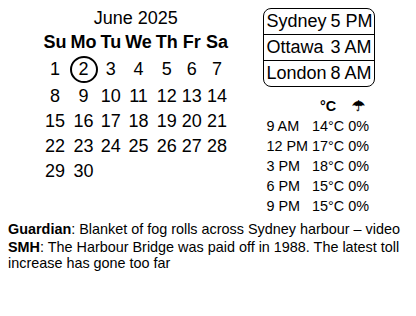 June 2025
Su Mo Tu We Th Fr Sa
1 2 3 4 5 6 7
8 9 10 11 12 13 14
15 16 17 18 19 20 21
22 23 24 25 26 27 28
29 30
Sydney 5 PM
Ottawa 3 AM
London 8 AM
°C ☂
9 AM 14°C 0%
12 PM 17°C 0%
3 PM 18°C 0%
6 PM 15°C 0%
9 PM 15°C 0%
Guardian: Blanket of fog rolls across Sydney harbour – video
SMH: The Harbour Bridge was paid off in 1988. The latest toll
increase has gone too far